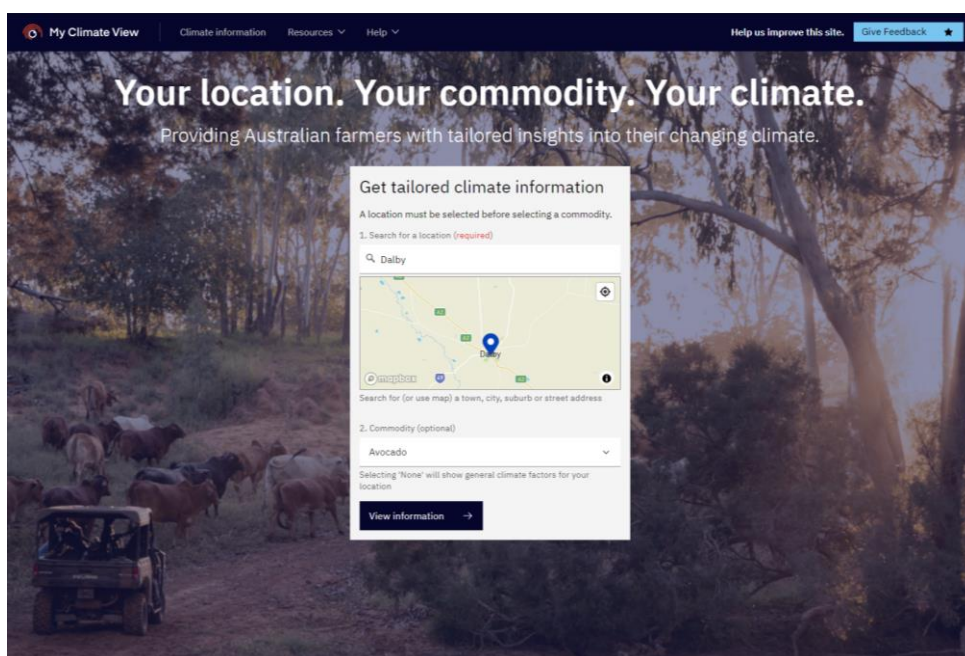 My Climate View
Climate information
Resources
Help
Help us improve this site.
Give Feedback
Your location. Your commodity. Your climate.
Providing Australian farmers with tailored insights into their changing climate.
Get tailored climate information
A location must be selected before selecting a commodity.
1. Search for a location (required)
Dalby
A2
A2
Dalby
mapbox
Search for (or use map) a town, city, suburb or street address
2. Commodity (optional)
Avocado
Selecting 'None' will show general climate factors for your
location
View information